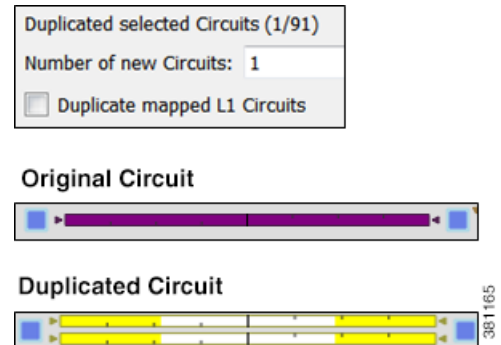 Duplicated selected Circuits (1/91)
Number of new Circuits: 1
Duplicate mapped L1 Circuits
Original Circuit
Duplicated Circuit
381165